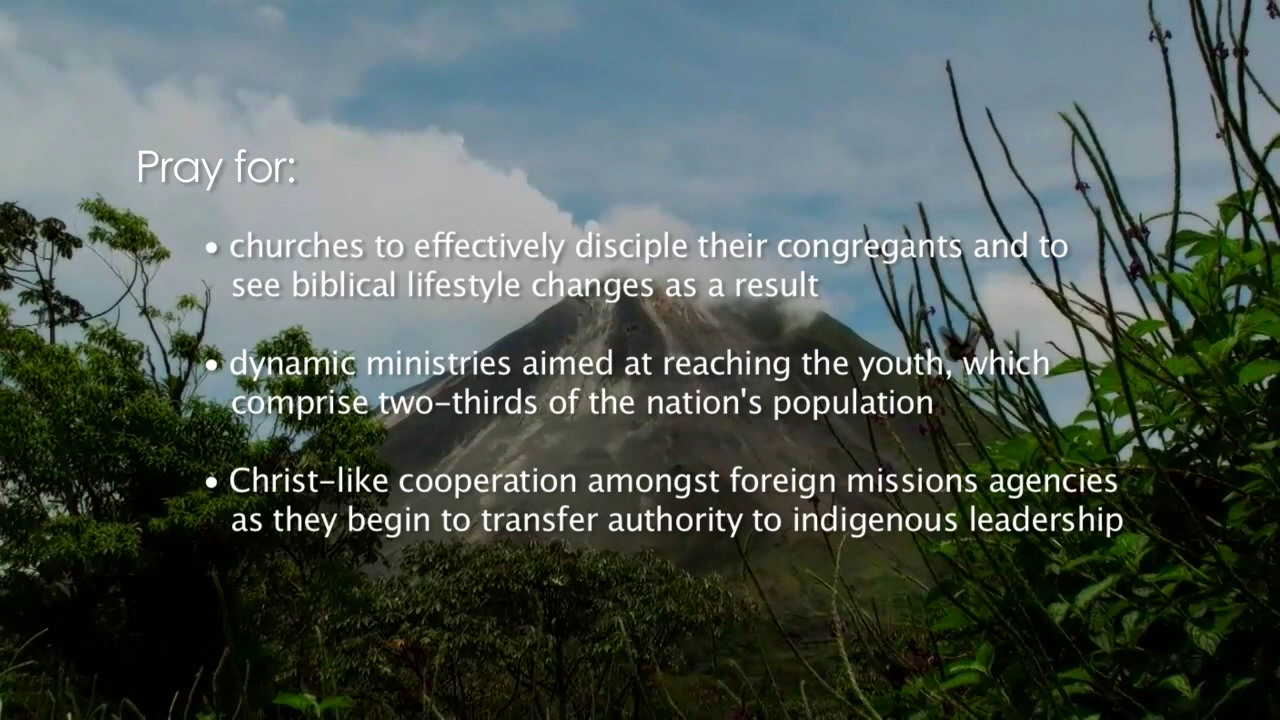 Pray for:
• churches to effectively disciple their congregants and to
see biblical lifestyle changes as a result
• dynamic ministries aimed at reaching the youth, which
comprise two-thirds of the nation's population
• Christ-like cooperation amongst foreign missions agencies
as they begin to transfer authority to indigenous leadership